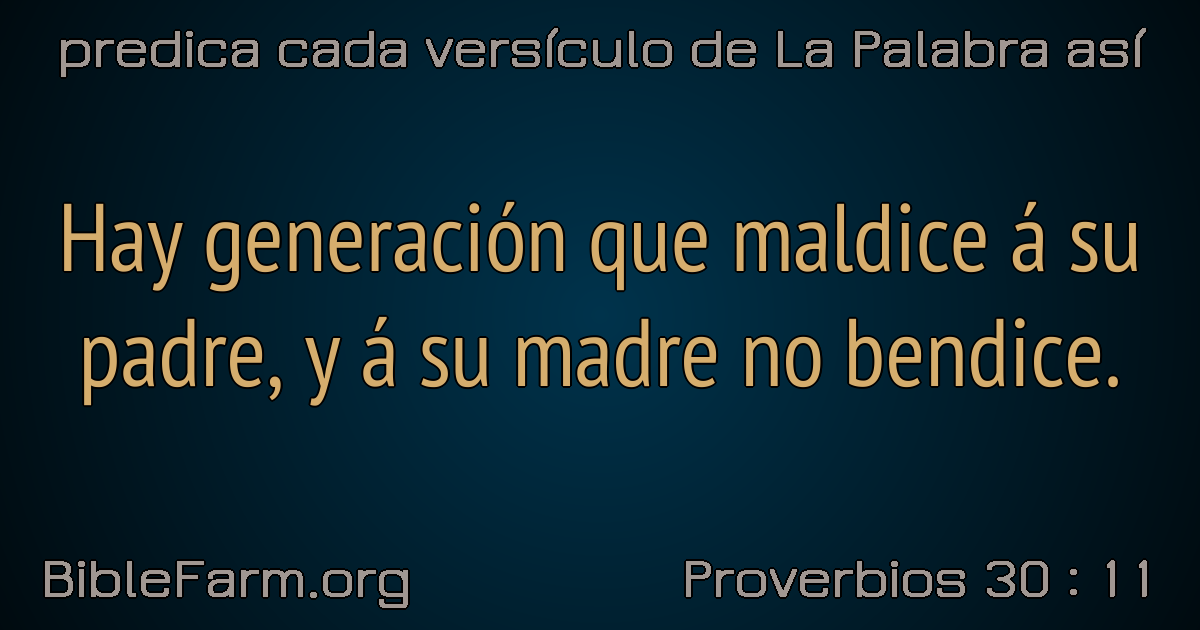 predica cada versículo de La Palabra así
Hay generación que maldice á su
padre, y á su madre no bendice.
BibleFarm.org
Proverbios 30 : 11